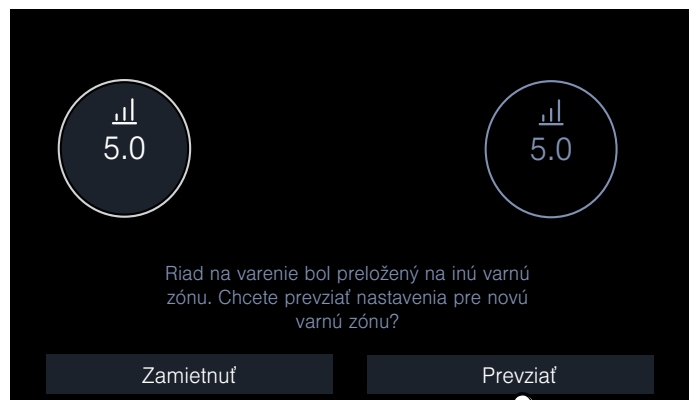 5.0
5.0
Riad na varenie bol preložený na inú varnú
zónu. Chcete prevziať nastavenia pre novú
varnú zónu?
Zamietnuť
Prevziať